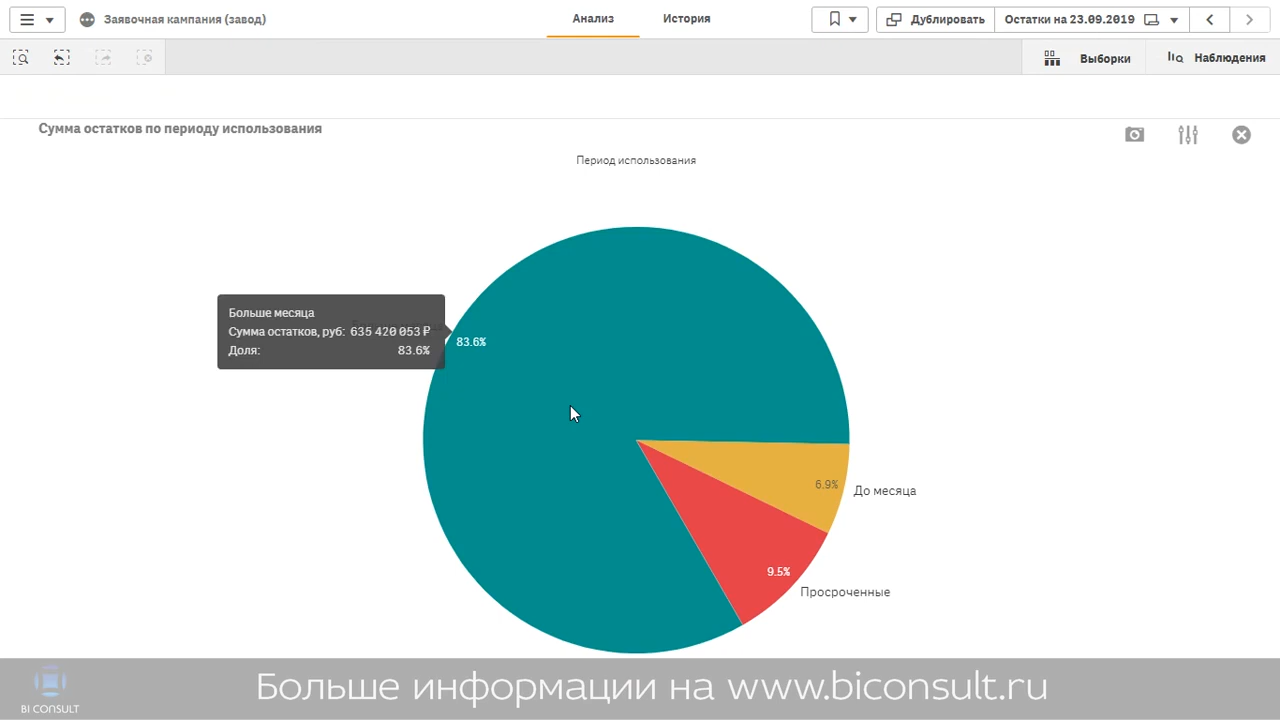 Заявочная кампания (завод)
Анализ
История
Дублировать
Остатки на 23.09.2019
Выборки
Наблюдения
Сумма остатков по периоду использования
Период использования
Больше месяца
Сумма остатков, руб: 635 420 053 ₽
Доля: 83.6%
83.6%
6.9%
До месяца
9.5%
Просроченные
Больше информации на www.biconsult.ru
BI CONSULT